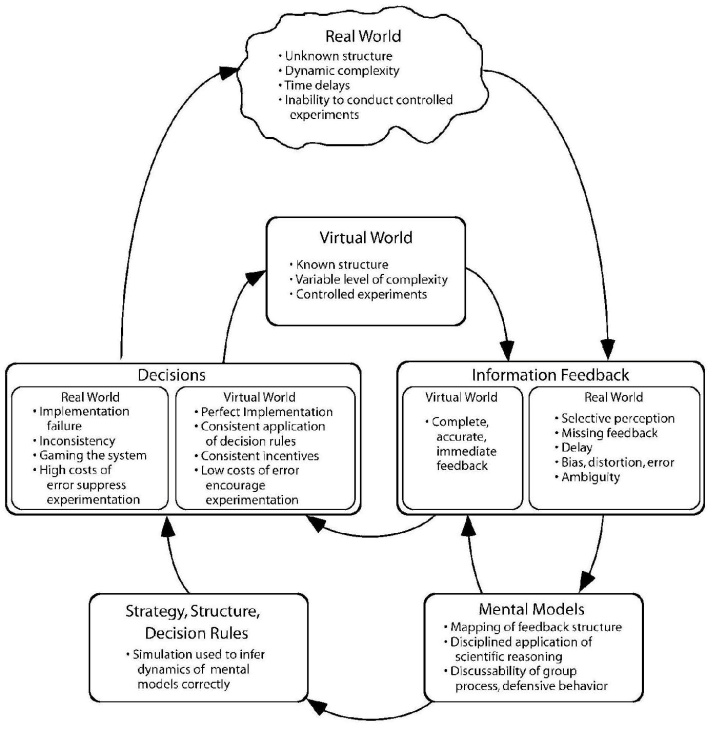 Real World
• Unknown structure
• Dynamic complexity
• Time delays
• Inability to conduct controlled
experiments
Virtual World
• Known structure
• Variable level of complexity
• Controlled experiments
Decisions
Real World
• Implementation
failure
• Inconsistency
• Gaming the system
• High costs of
error suppress
experimentation
Virtual World
• Perfect Implementation
• Consistent application
of decision rules
• Consistent incentives
• Low costs of error
encourage
experimentation
Information Feedback
Virtual World
• Complete,
accurate,
immediate
feedback
Real World
• Selective perception
• Missing feedback
• Delay
• Bias, distortion, error
• Ambiguity
Strategy, Structure,
Decision Rules
• Simulation used to infer
dynamics of mental
models correctly
Mental Models
• Mapping of feedback structure
• Disciplined application of
scientific reasoning
• Discussability of group
process, defensive behavior